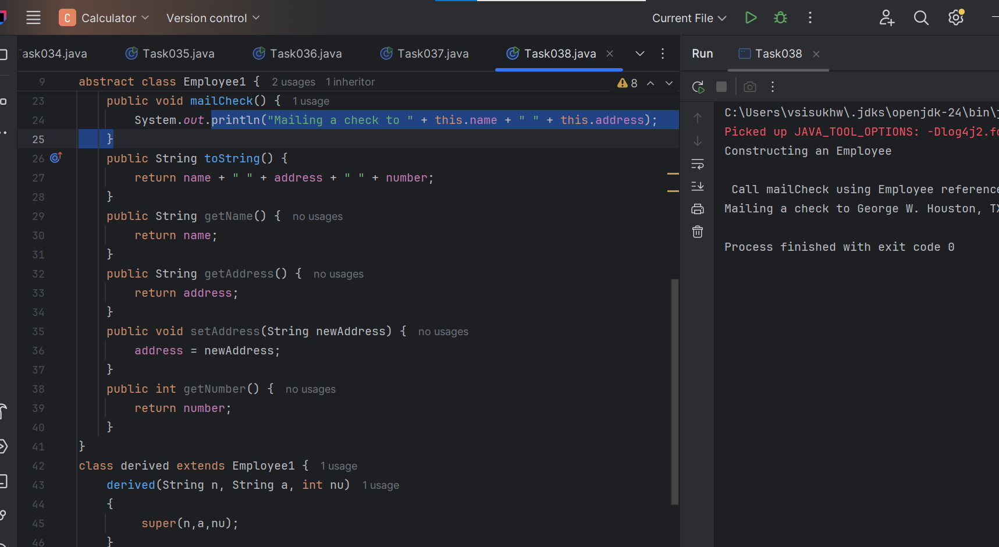 C Calculator Version control Current File
ask034.java Task035.java Task036.java Task037.java Task038.java Run Task038
9 abstract class Employee1 { 2 usages 1 inheritor 8
23 public void mailCheck() { 1 usage
24 System.out.println("Mailing a check to " + this.name + " " + this.address);
25 }
26 public String toString() {
27 return name + " " + address + " " + number;
28 }
29 public String getName() { no usages
30 return name;
31 }
32 public String getAddress() { no usages
33 return address;
34 }
35 public void setAddress(String newAddress) { no usages
36 address = newAddress;
37 }
38 public int getNumber() { no usages
39 return number;
40 }
41 }
42 class derived extends Employee1 { 1 usage
43 derived(String n, String a, int nu) 1 usage
44 {
45 super(n,a,nu);
46 }
C:\Users\vsisukhw\.jdks\openjdk-24\bin\
Picked up JAVA_TOOL_OPTIONS: -Dlog4j2.fo
Constructing an Employee
Call mailCheck using Employee reference
Mailing a check to George W. Houston, TX
Process finished with exit code 0